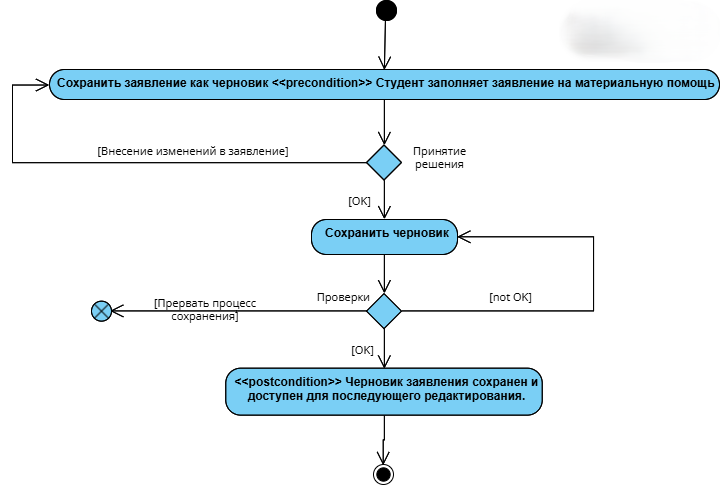 Сохранить заявление как черновик <<precondition>> Студент заполняет заявление на материальную помощь
[Внесение изменений в заявление]
Принятие
решения
[OK]
Сохранить черновик
Проверки
[Прервать процесс
сохранения]
[not OK]
[OK]
<<postcondition>> Черновик заявления сохранен и
доступен для последующего редактирования.